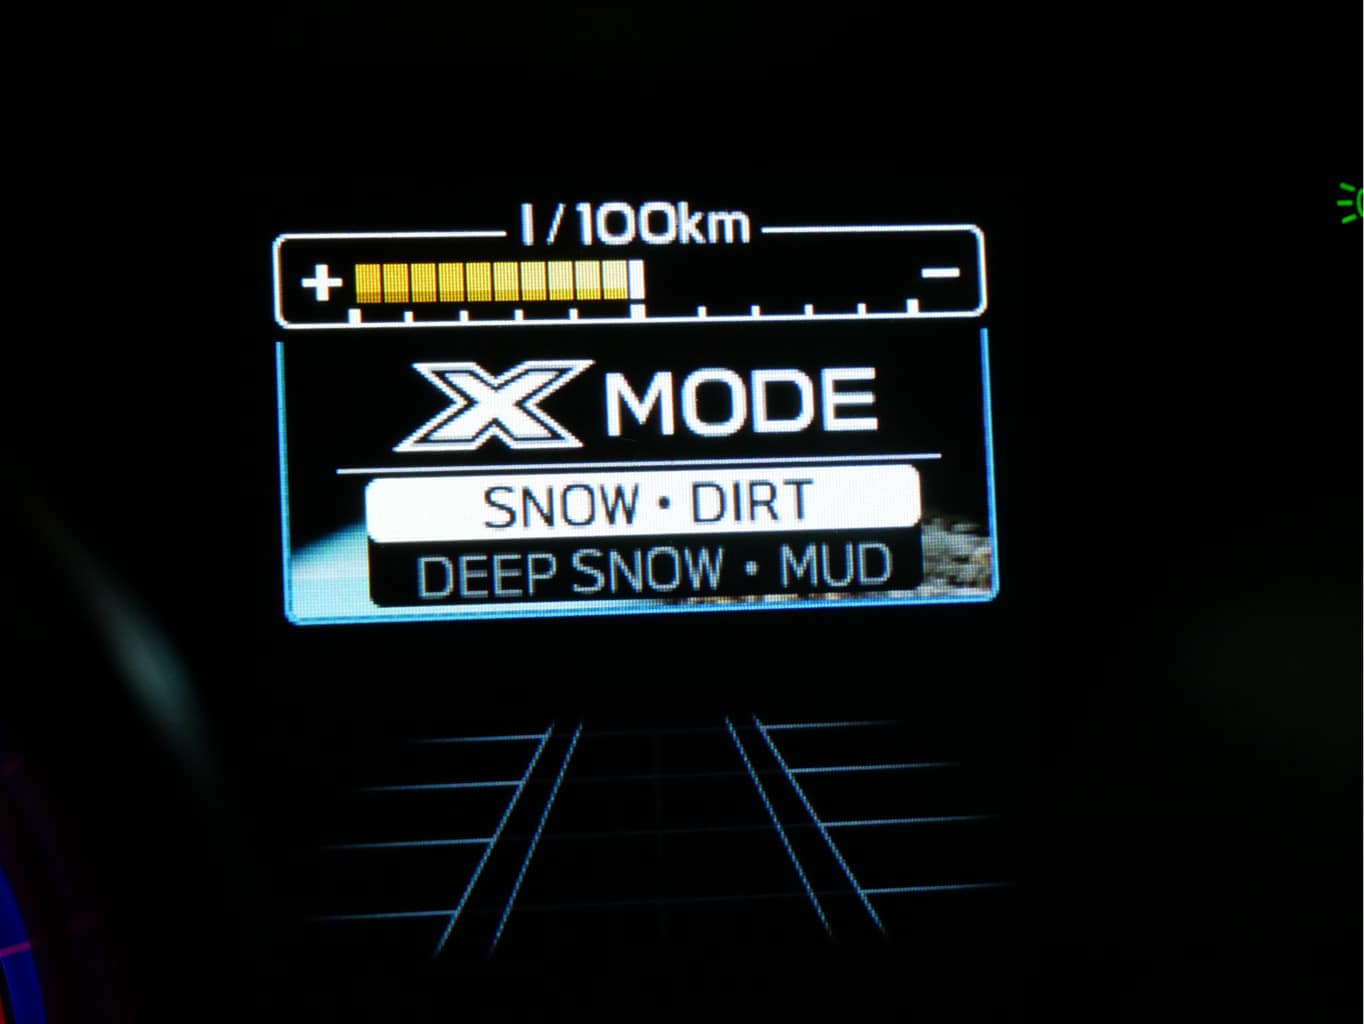 l/100km
+ -
X MODE
SNOW • DIRT
DEEP SNOW • MUD